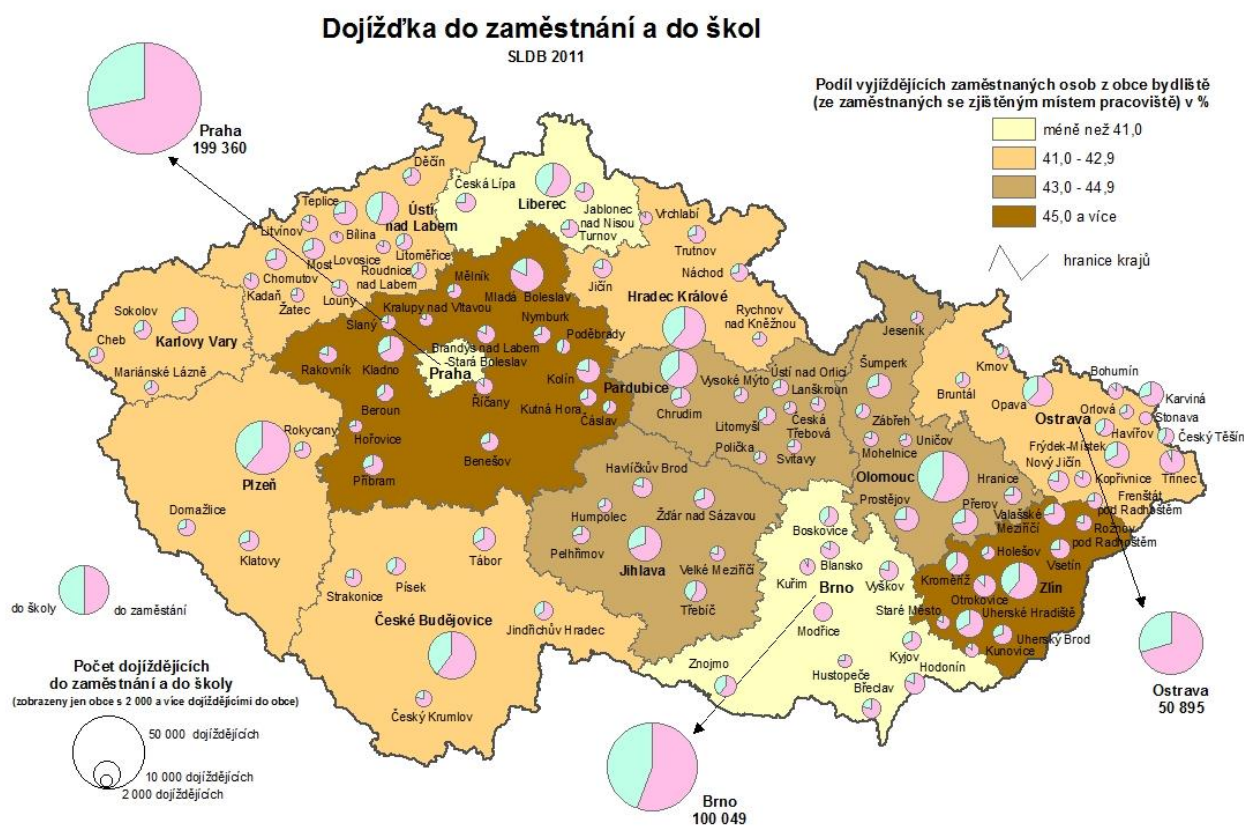 Dojížďka do zaměstnání a do škol
SLDB 2011
Podíl vyjíždějících zaměstnaných osob z obce bydliště
(ze zaměstnaných se zjištěným místem pracoviště) v %
méně než 41,0
41,0 - 42,9
43,0 - 44,9
45,0 a více
hranice krajů
Praha
199 360
Děčín
Teplice
Ústí
nad Labem
Litvínov
Bílina
Lovosice
Litoměřice
Most
Roudnice
nad Labem
Chomutov
Kadaň
Žatec
Louny
Česká Lípa
Liberec
Jablonec
nad Nisou
Turnov
Vrchlabí
Trutnov
Náchod
Jičín
Hradec Králové
Rychnov
nad Kněžnou
Sokolov
Cheb
Karlovy Vary
Mariánské Lázně
Mělník
Mladá Boleslav
Kralupy nad Vltavou
Nymburk
Slaný
Poděbrady
Brandýs nad Labem
Stará Boleslav
Rakovník
Kladno
Praha
Kolín
Beroun
Říčany
Kutná Hora
Čáslav
Hořovice
Benešov
Příbram
Pardubice
Vysoké Mýto
Ústí nad Orlicí
Lanškroun
Chrudim
Litomyšl
Česká
Třebová
Polička
Svitavy
Jeseník
Šumperk
Zábřeh
Mohelnice
Uničov
Olomouc
Prostějov
Hranice
Přerov
Krnov
Bruntál
Opava
Bohumín
Ostrava
Orlová
Karviná
Stonava
Havířov
Český Těšín
Frýdek-Místek
Nový Jičín
Kopřivnice
Třinec
Frenštát
pod Radhoštěm
Valašské
Meziříčí
Rožnov
pod Radhoštěm
Vsetín
Holešov
Kroměříž
Zlín
Otrokovice
Uherské Hradiště
Staré Město
Uherský Brod
Kunovice
Rokycany
Plzeň
Domažlice
Klatovy
Havlíčkův Brod
Humpolec
Žďár nad Sázavou
Pelhřimov
Jihlava
Velké Meziříčí
Třebíč
Tábor
Písek
Strakonice
České Budějovice
Jindřichův Hradec
Český Krumlov
Boskovice
Blansko
Kuřim
Brno
Vyškov
Modřice
Kyjov
Znojmo
Hustopeče
Hodonín
Břeclav
do školy
do zaměstání
Počet dojíždějících
do zaměstnání a do školy
(zobrazeny jen obce s 2 000 a více dojíždějícími do obce)
50 000 dojíždějících
10 000 dojíždějících
2 000 dojíždějících
Brno
100 049
Ostrava
50 895